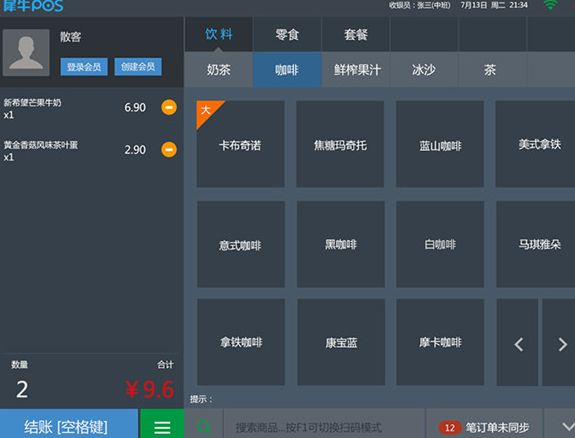 犀牛POS
收银员：张三(中班) 7月13日 周二 21:34
散客
登录会员 创建会员
新希望芒果牛奶
x1
6.90
黄金香菇风味茶叶蛋
x1
2.90
数量 合计
2 ¥9.6
结账 [空格键]
饮料 零食 套餐
奶茶 咖啡 鲜榨果汁 冰沙 茶
大
卡布奇诺 焦糖玛奇托 蓝山咖啡 美式拿铁
意式咖啡 黑咖啡 白咖啡 马琪雅朵
拿铁咖啡 康宝蓝 摩卡咖啡
提示：
搜索商品...按F1可切换扫码模式
12 笔订单未同步